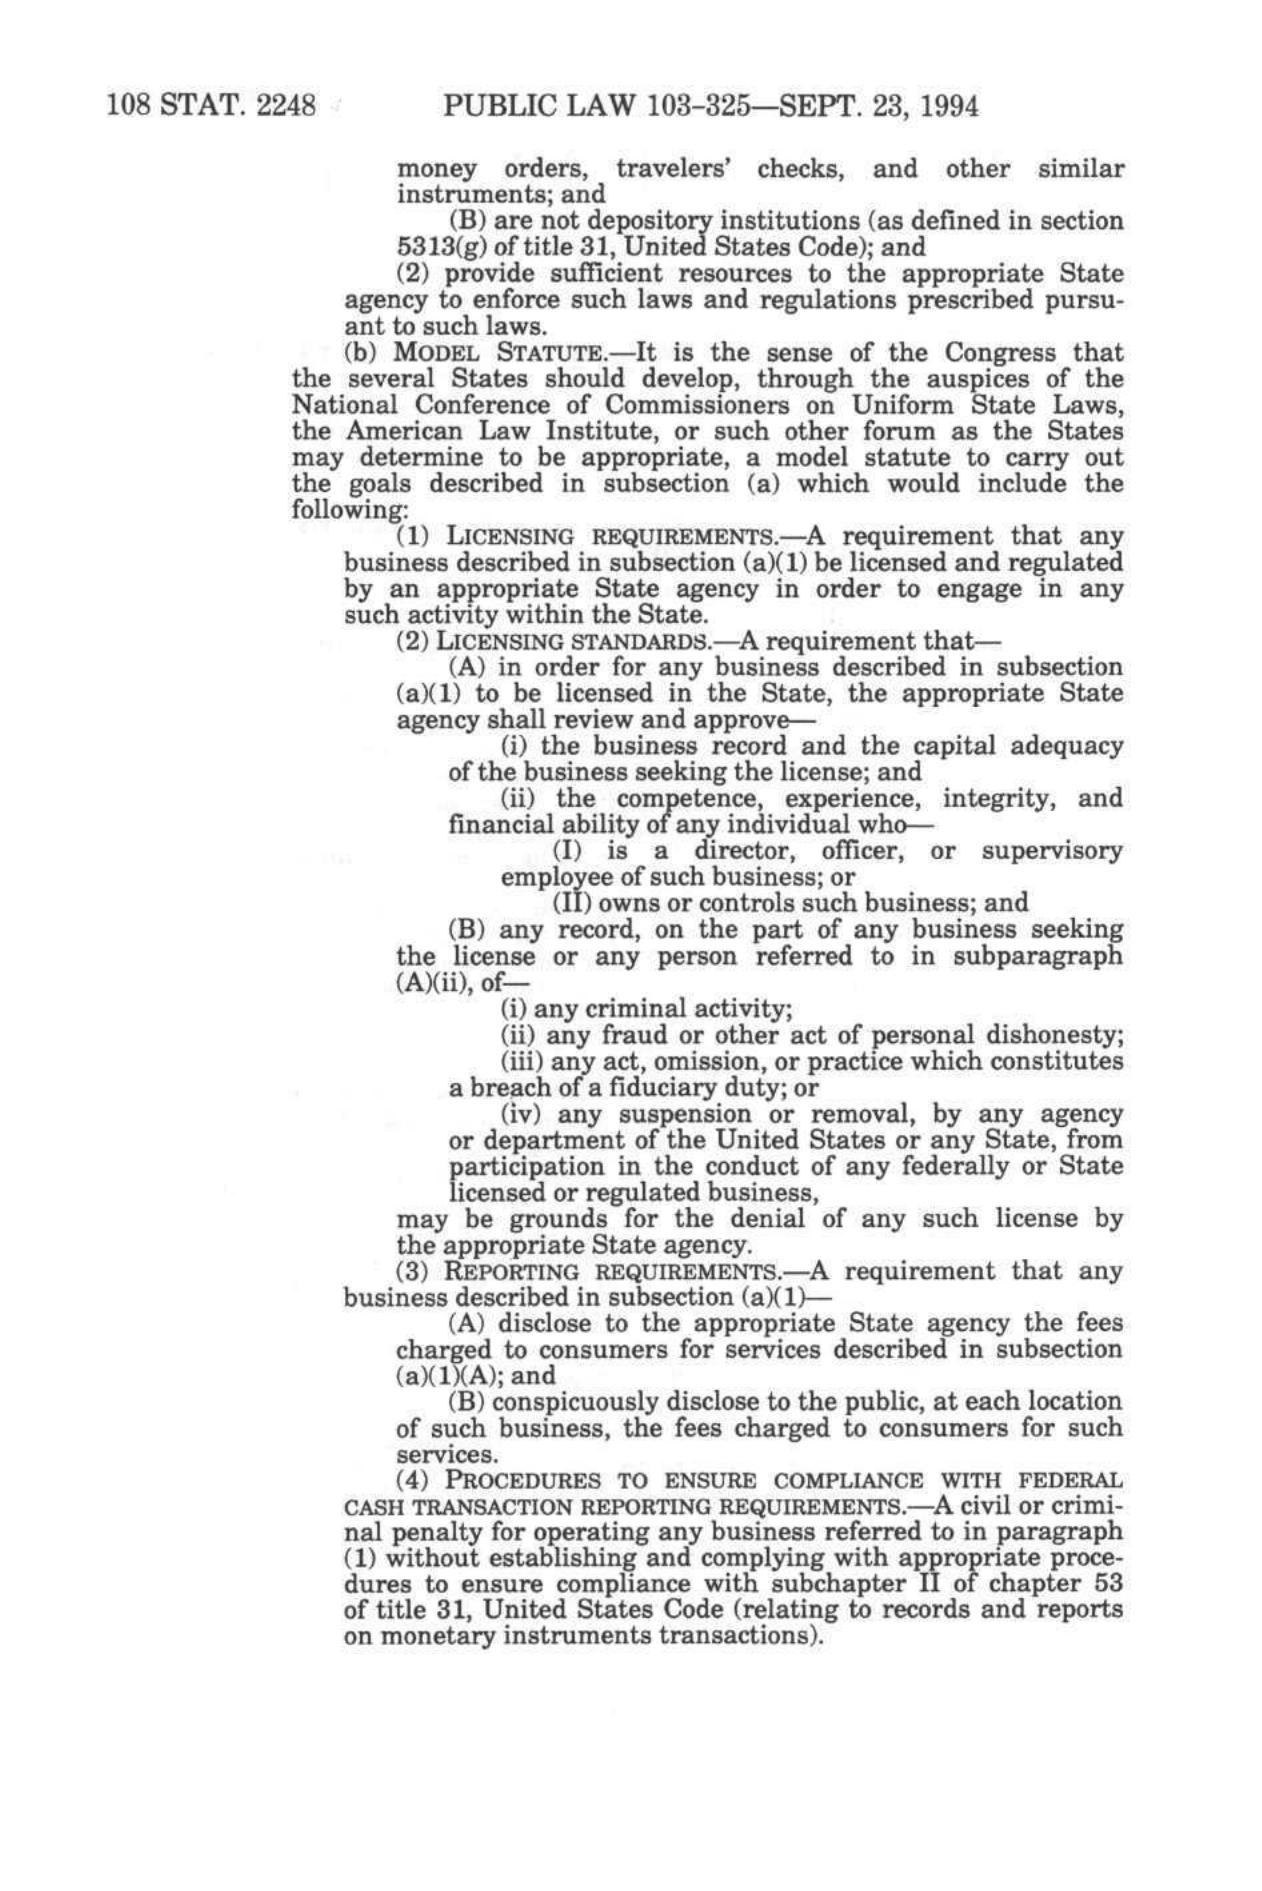 108 STAT. 2248 PUBLIC LAW 103-325—SEPT. 23, 1994
money orders, travelers' checks, and other similar
instruments; and
(B) are not depository institutions (as defined in section
5313(g) of title 31, United States Code); and
(2) provide sufficient resources to the appropriate State
agency to enforce such laws and regulations prescribed pursu-
ant to such laws.
(b) MODEL STATUTE.—It is the sense of the Congress that
the several States should develop, through the auspices of the
National Conference of Commissioners on Uniform State Laws,
the American Law Institute, or such other forum as the States
may determine to be appropriate, a model statute to carry out
the goals described in subsection (a) which would include the
following:
(1) LICENSING REQUIREMENTS.—A requirement that any
business described in subsection (a)(1) be licensed and regulated
by an appropriate State agency in order to engage in any
such activity within the State.
(2) LICENSING STANDARDS.—A requirement that—
(A) in order for any business described in subsection
(a)(1) to be licensed in the State, the appropriate State
agency shall review and approve—
(i) the business record and the capital adequacy
of the business seeking the license; and
(ii) the competence, experience, integrity, and
financial ability of any individual who—
(I) is a director, officer, or supervisory
employee of such business; or
(II) owns or controls such business; and
(B) any record, on the part of any business seeking
the license or any person referred to in subparagraph
(A)(ii), of—
(i) any criminal activity;
(ii) any fraud or other act of personal dishonesty;
(iii) any act, omission, or practice which constitutes
a breach of a fiduciary duty; or
(iv) any suspension or removal, by any agency
or department of the United States or any State, from
participation in the conduct of any federally or State
licensed or regulated business,
may be grounds for the denial of any such license by
the appropriate State agency.
(3) REPORTING REQUIREMENTS.—A requirement that any
business described in subsection (a)(1)—
(A) disclose to the appropriate State agency the fees
charged to consumers for services described in subsection
(a)(1)(A); and
(B) conspicuously disclose to the public, at each location
of such business, the fees charged to consumers for such
services.
(4) PROCEDURES TO ENSURE COMPLIANCE WITH FEDERAL
CASH TRANSACTION REPORTING REQUIREMENTS.—A civil or crimi-
nal penalty for operating any business referred to in paragraph
(1) without establishing and complying with appropriate proce-
dures to ensure compliance with subchapter II of chapter 53
of title 31, United States Code (relating to records and reports
on monetary instruments transactions).